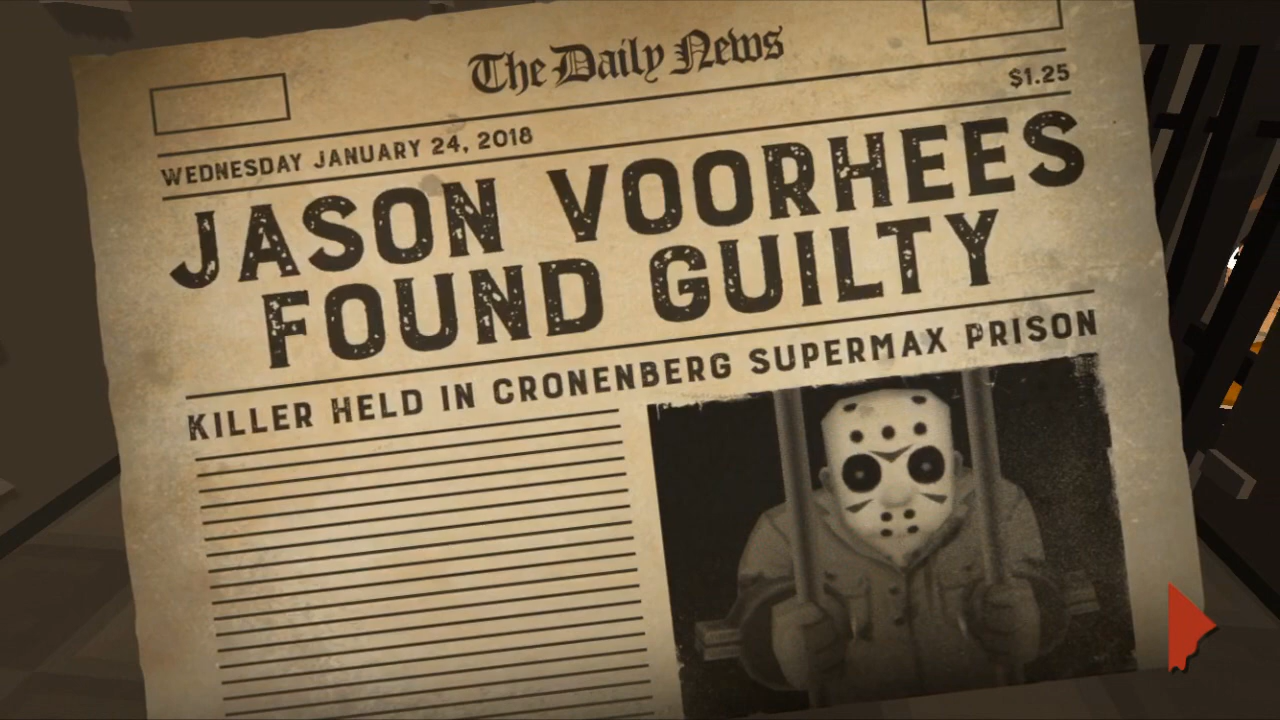 The Daily News
$1.25
WEDNESDAY JANUARY 24, 2018
JASON VOORHEES
FOUND GUILTY
KILLER HELD IN CRONENBERG SUPERMAX PRISON